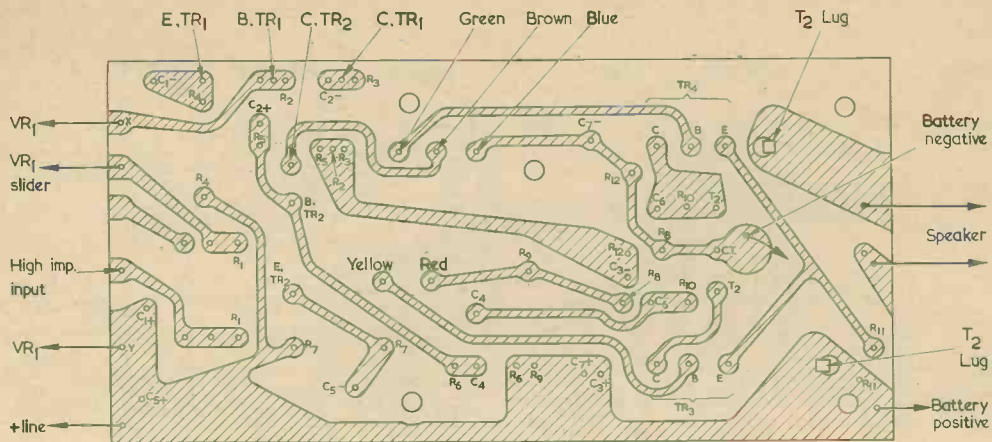 E.TR1 B.TR1 C.TR2 C.TR1 Green Brown Blue T2 Lug
C1- R4 R2 C2- R3
TR4
VR1 X C2+ C7- C B E Battery
negative
R5 R5 R2 R3
VR1
slider
R12
R4 B. TR2 C6 R10 T2
R8 CT.
R1 R12 Speaker
High imp.
input
E. TR2 Yellow Red R9 C3- R8
C4 C5 R10 T2
C1+ R1
VR1 Y R7 R7 R11
T2
Lug
R6 C4 R6 R9 C7+ C B E
C3+
C5- R11
C5+ TR3 Battery
positive
+line